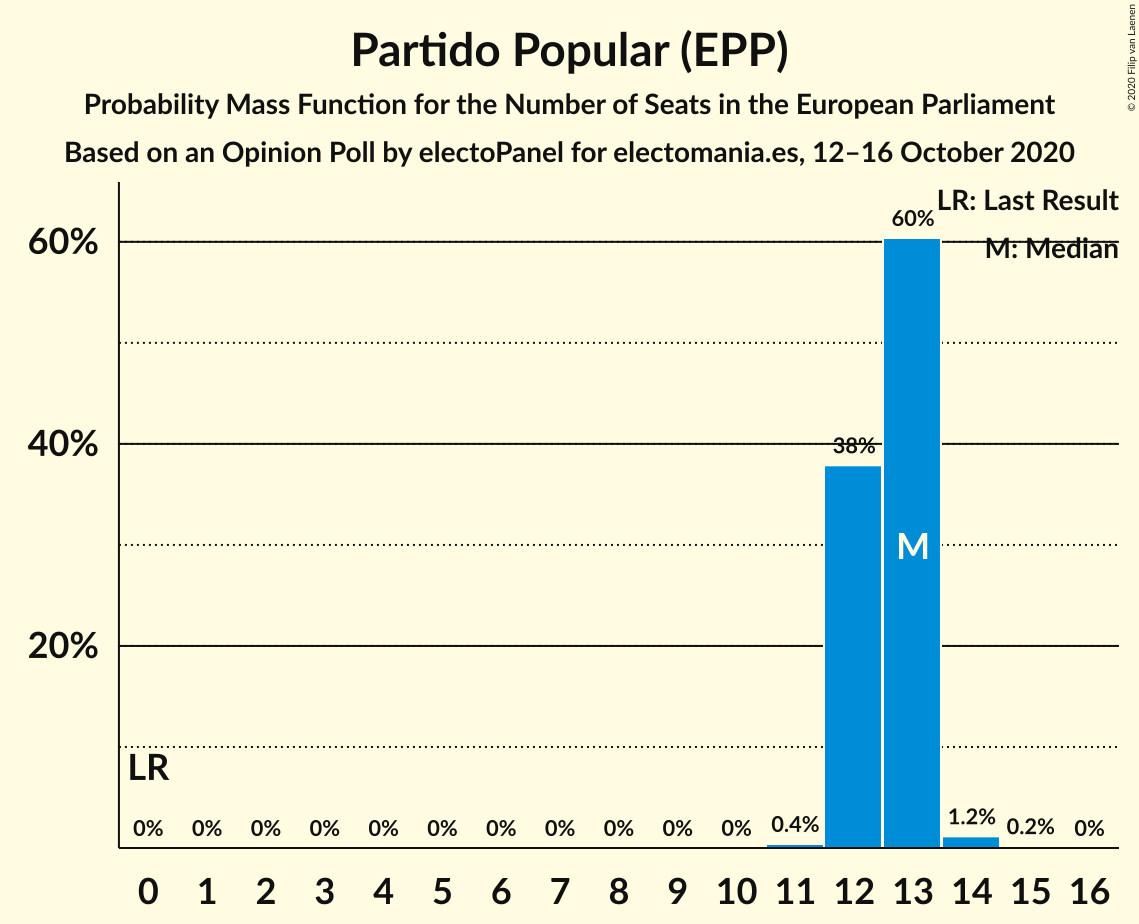 Partido Popular (EPP)
Probability Mass Function for the Number of Seats in the European Parliament
Based on an Opinion Poll by electoPanel for electomania.es, 12–16 October 2020
© 2020 Filip van Laenen
LR: Last Result
M: Median
60%
40%
20%
60%
38%
M
LR
0% 0% 0% 0% 0% 0% 0% 0% 0% 0% 0% 0.4% 1.2% 0.2% 0%
0 1 2 3 4 5 6 7 8 9 10 11 12 13 14 15 16